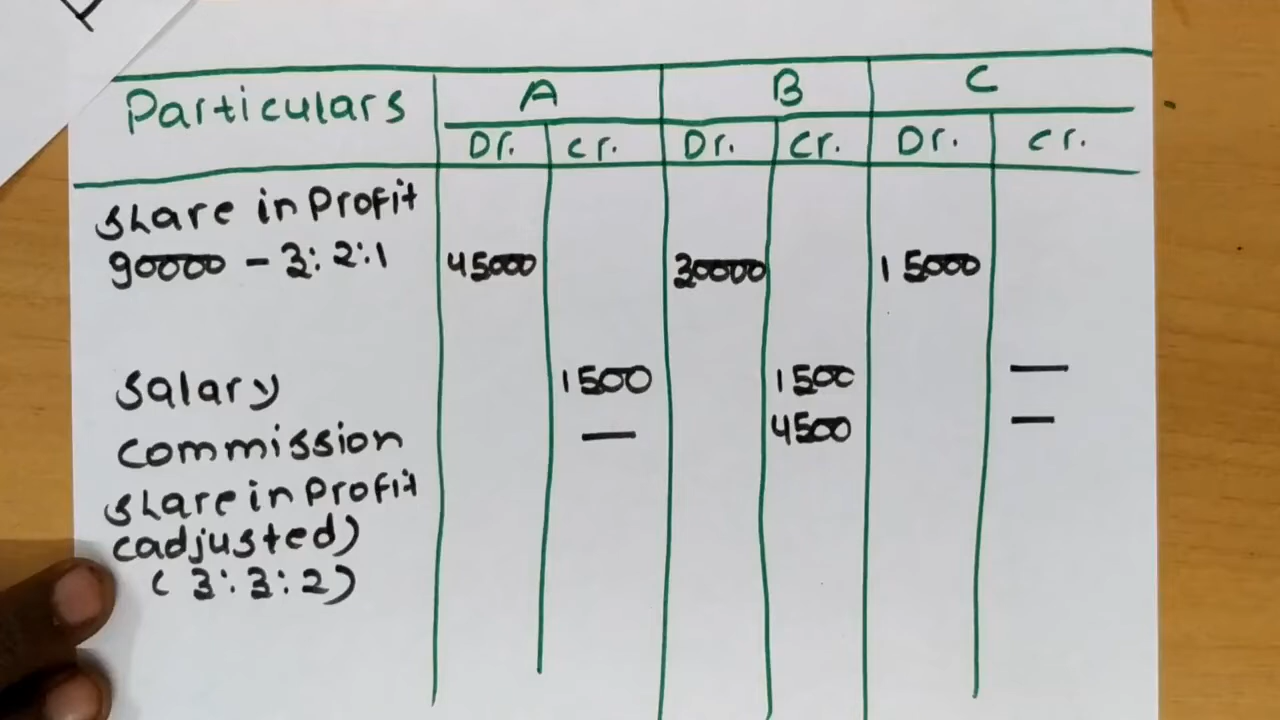 Particulars A B C
Dr. Cr. Dr. Cr. Dr. Cr.
Share in Profit
90000 - 3:2:1 45000 30000 15000
Salary 1500 1500 —
Commission — 4500 —
Share in Profit
(adjusted)
(3:3:2)